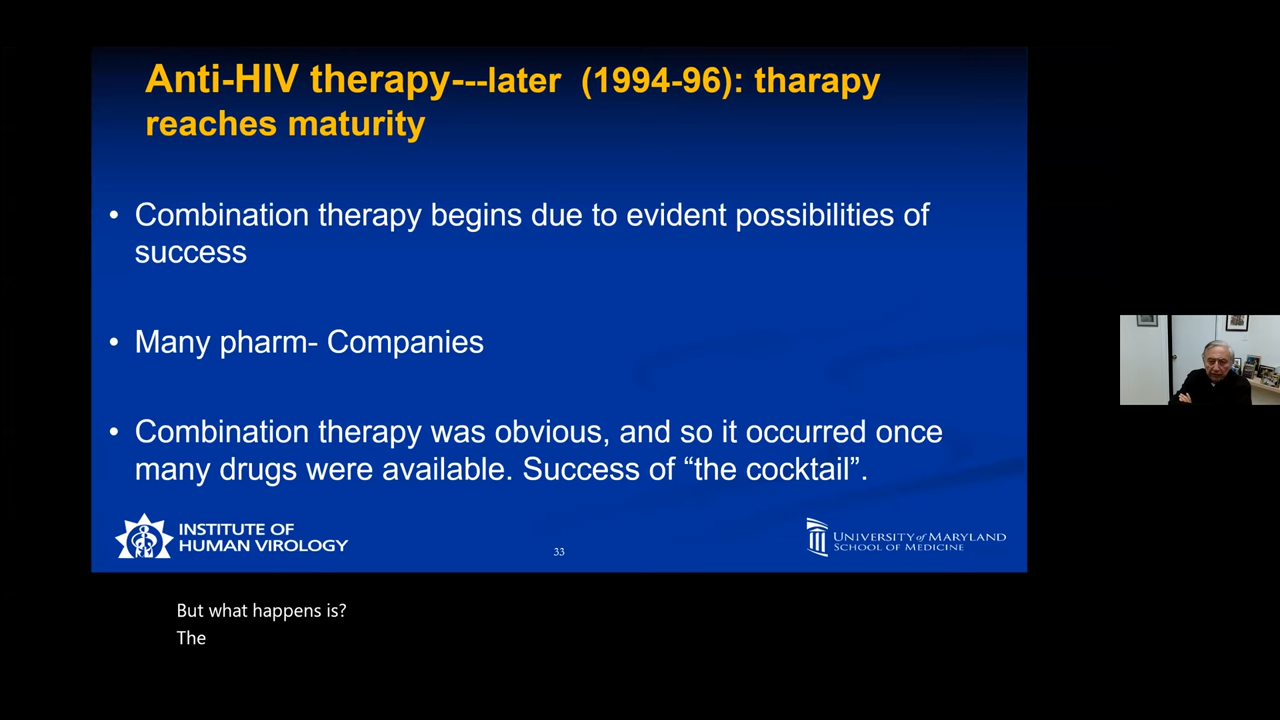 Anti-HIV therapy---later (1994-96): tharapy
reaches maturity
• Combination therapy begins due to evident possibilities of
success
• Many pharm- Companies
• Combination therapy was obvious, and so it occurred once
many drugs were available. Success of “the cocktail”.
INSTITUTE OF
HUMAN VIROLOGY
33
UNIVERSITY of MARYLAND
SCHOOL OF MEDICINE
But what happens is?
The